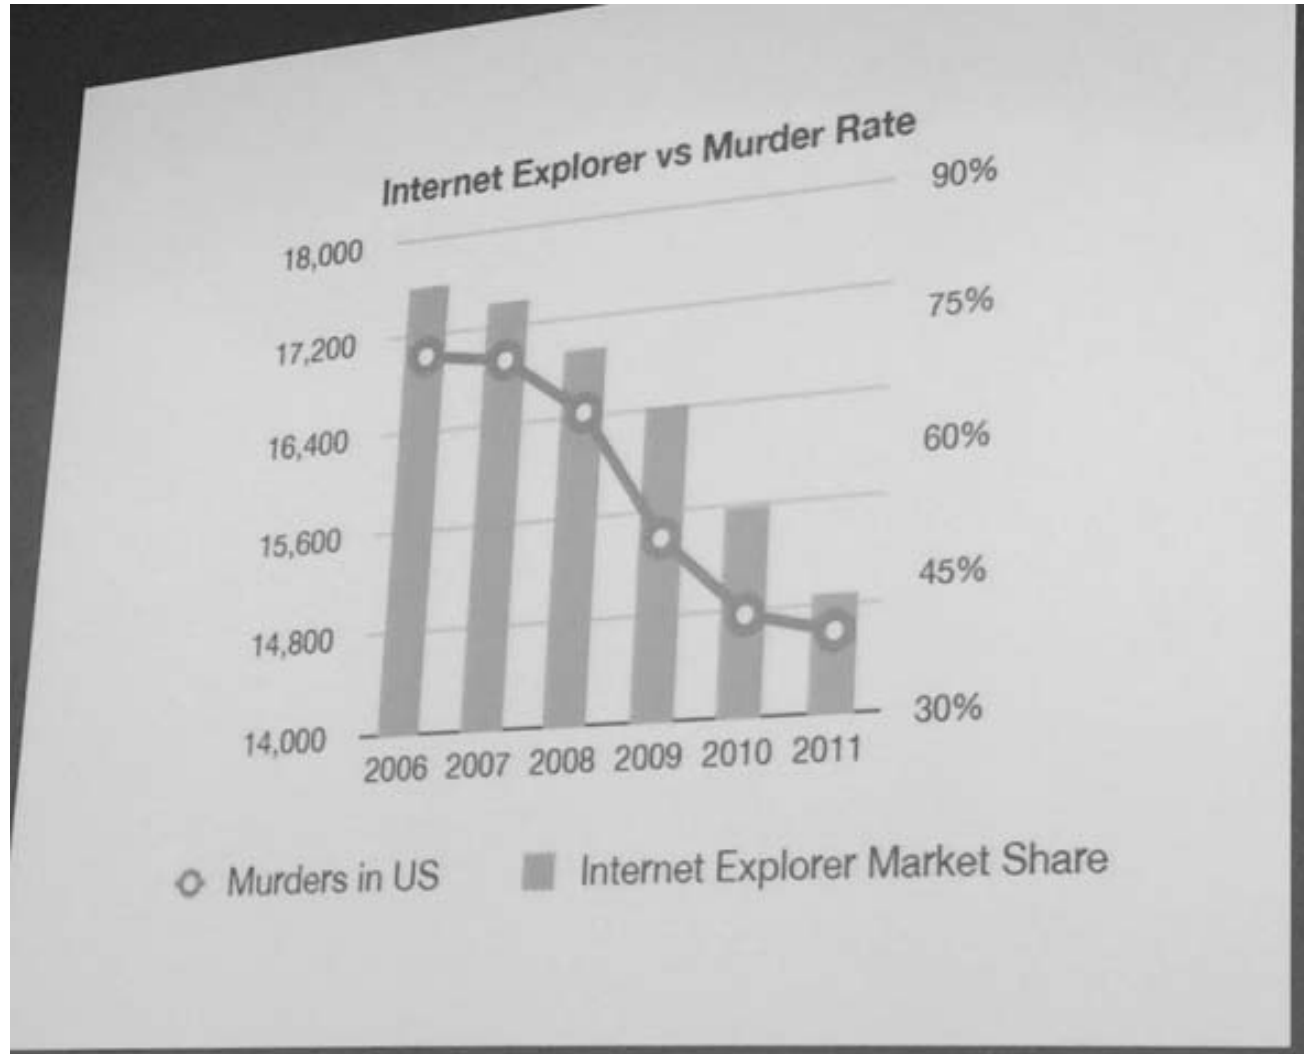 Internet Explorer vs Murder Rate
18,000
17,200
16,400
15,600
14,800
14,000
90%
75%
60%
45%
30%
2006 2007 2008 2009 2010 2011
Murders in US
Internet Explorer Market Share